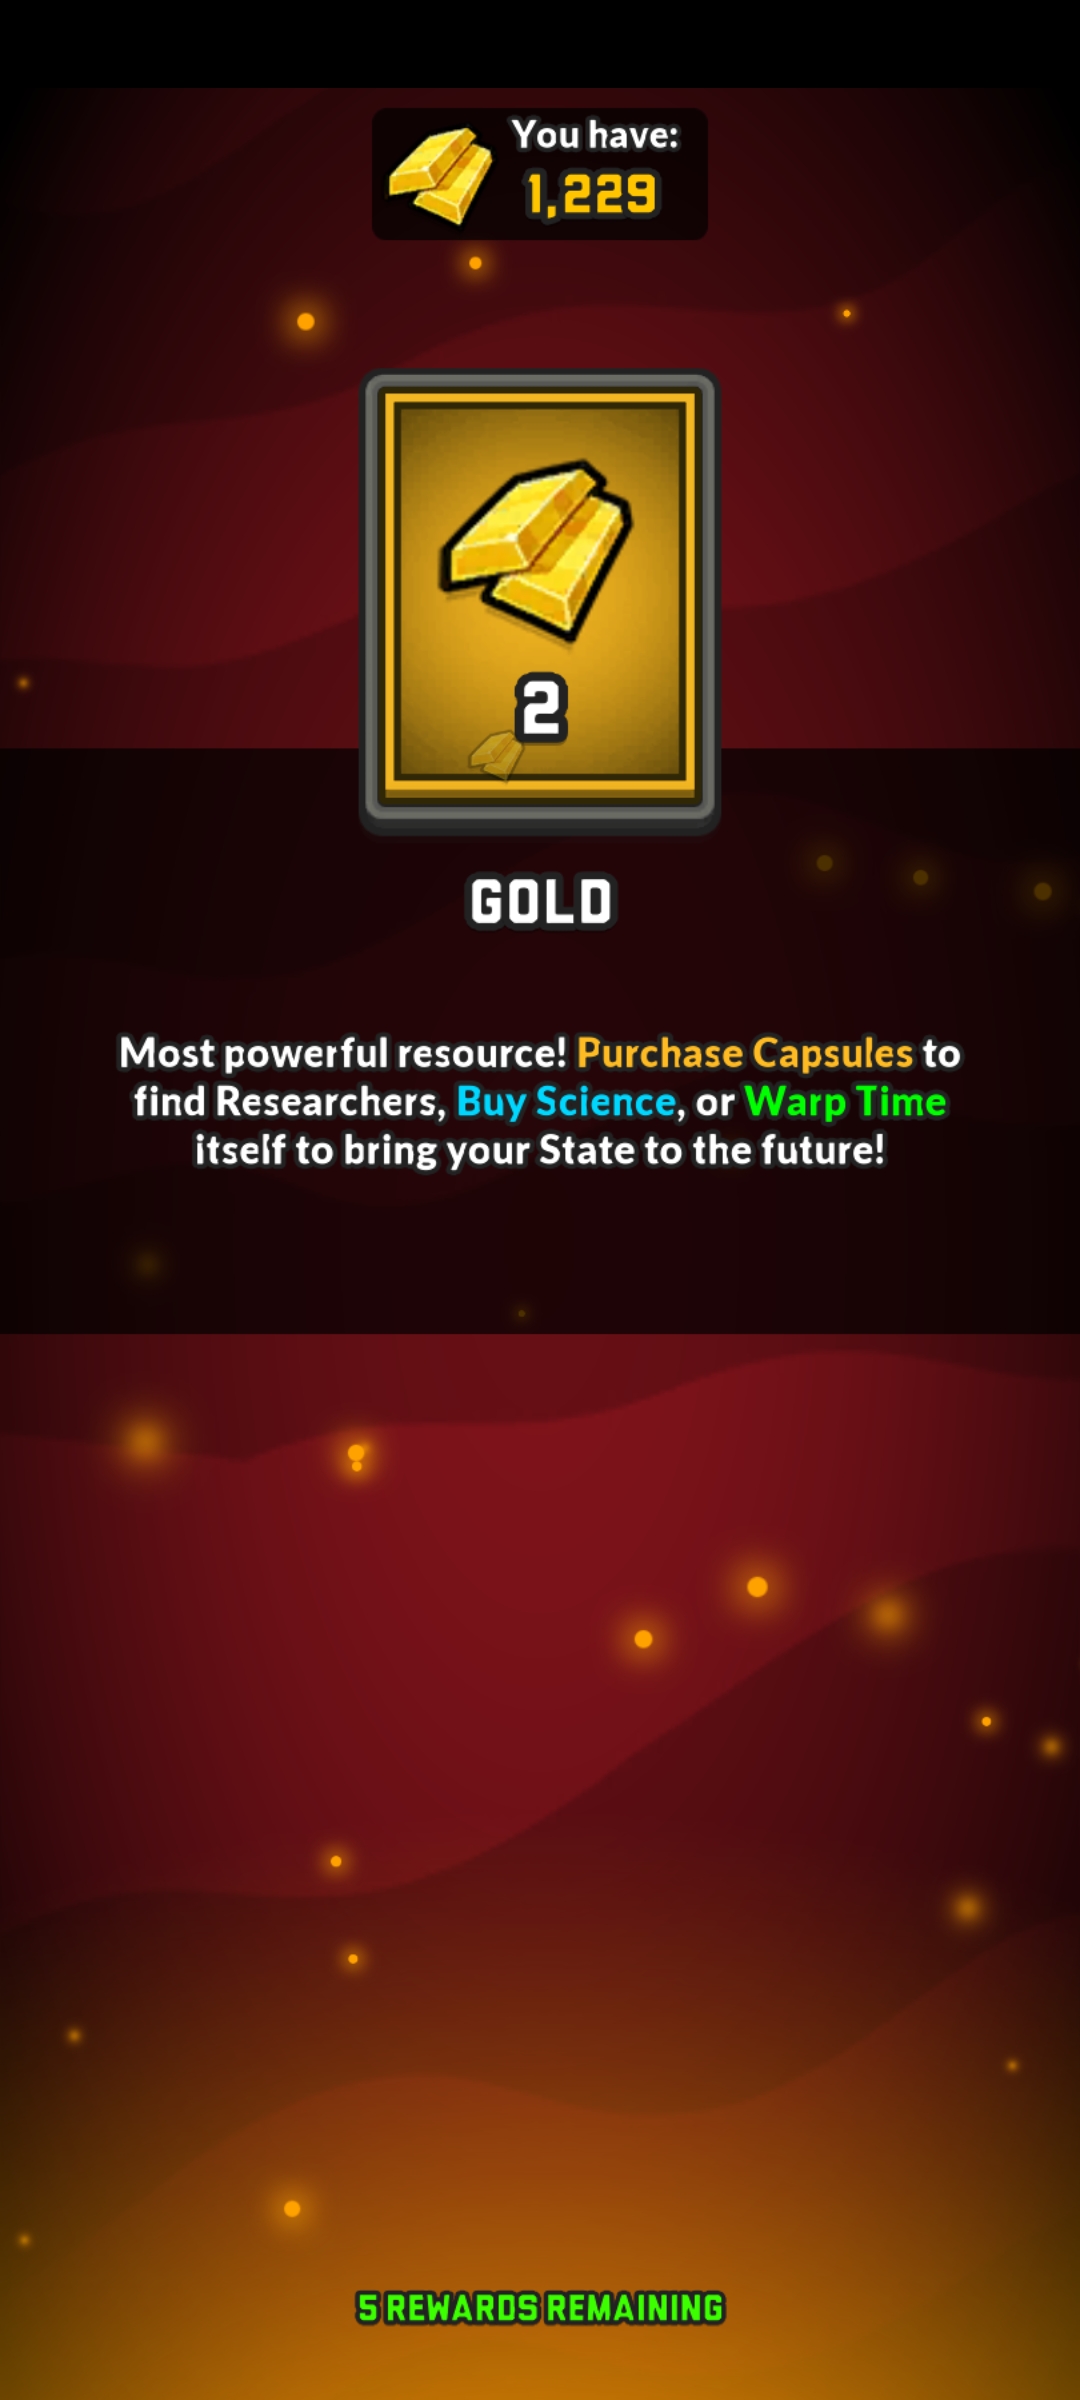 You have:
1,229
2
GOLD
Most powerful resource! Purchase Capsules to
find Researchers, Buy Science, or Warp Time
itself to bring your State to the future!
5 REWARDS REMAINING